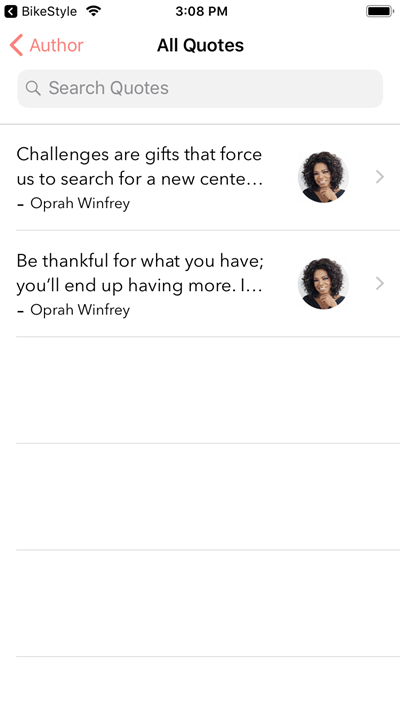 BikeStyle 3:08 PM
Author All Quotes
Search Quotes
Challenges are gifts that force
us to search for a new cente...
– Oprah Winfrey
Be thankful for what you have;
you’ll end up having more. I...
– Oprah Winfrey